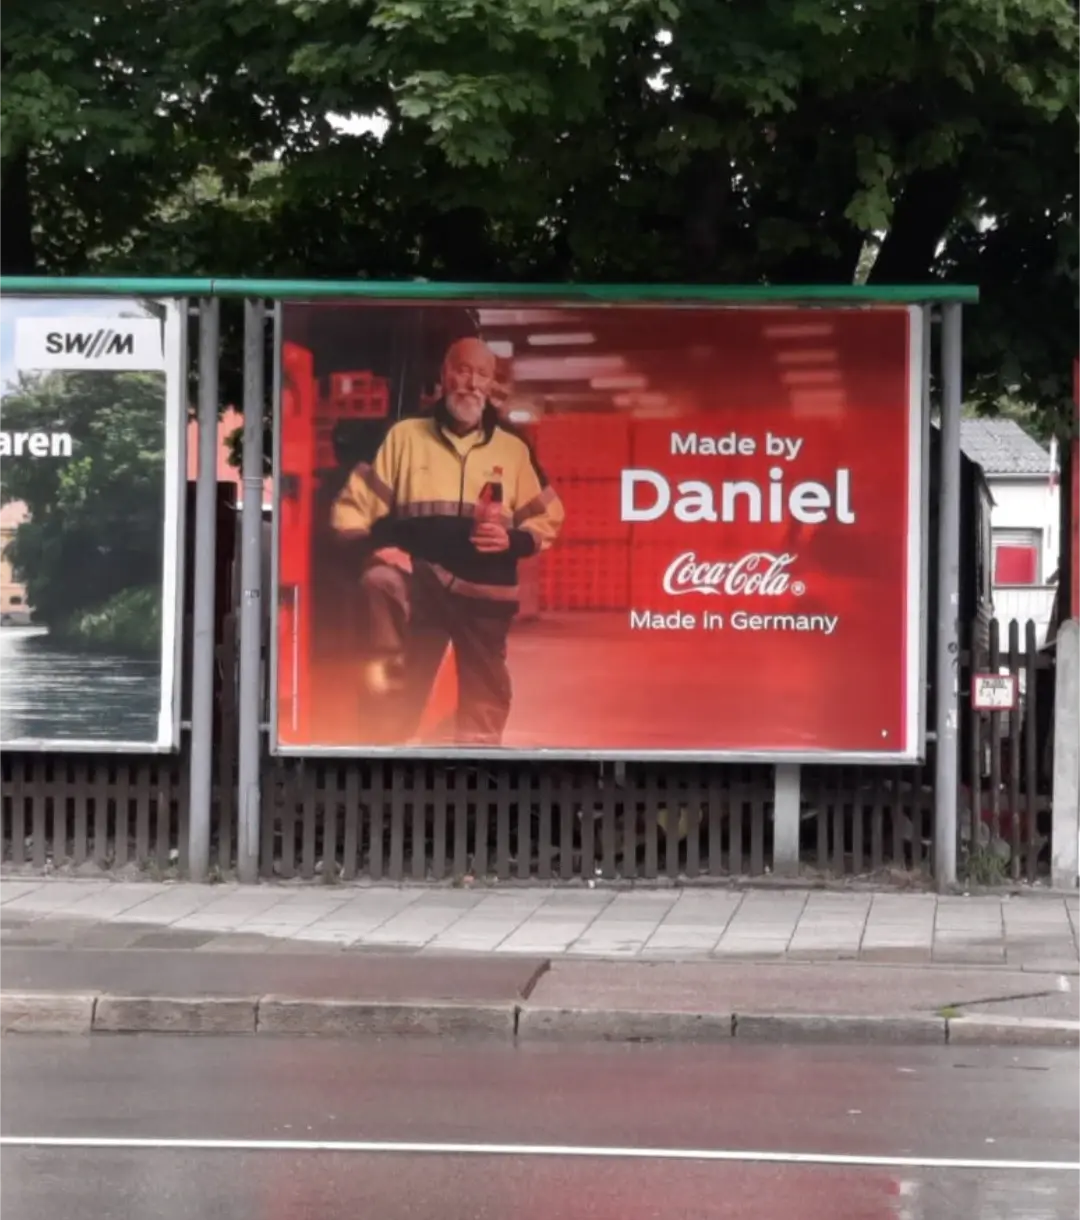 SW//M
aren
Made by
Daniel
Coca-Cola®
Made in Germany